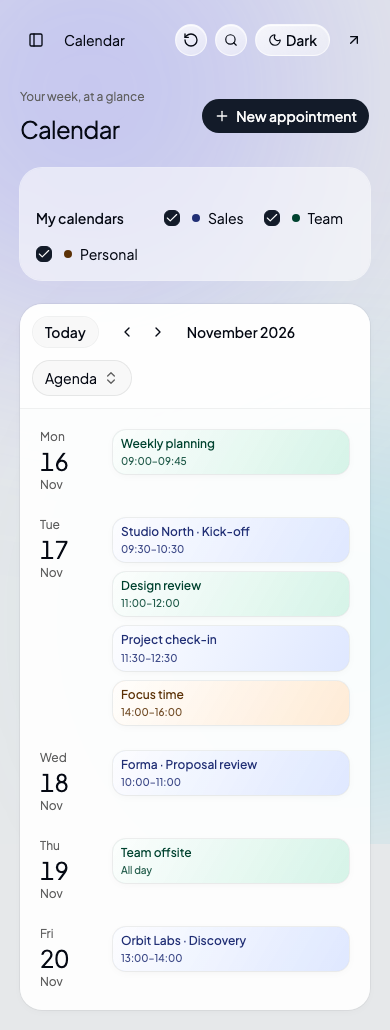 Calendar
Dark
Your week, at a glance
Calendar
New appointment
My calendars
Sales
Team
Personal
Today
November 2026
Agenda
Mon
16
Nov
Weekly planning
09:00–09:45
Tue
17
Nov
Studio North · Kick-off
09:30–10:30
Design review
11:00–12:00
Project check-in
11:30–12:30
Focus time
14:00–16:00
Wed
18
Nov
Forma · Proposal review
10:00–11:00
Thu
19
Nov
Team offsite
All day
Fri
20
Nov
Orbit Labs · Discovery
13:00–14:00